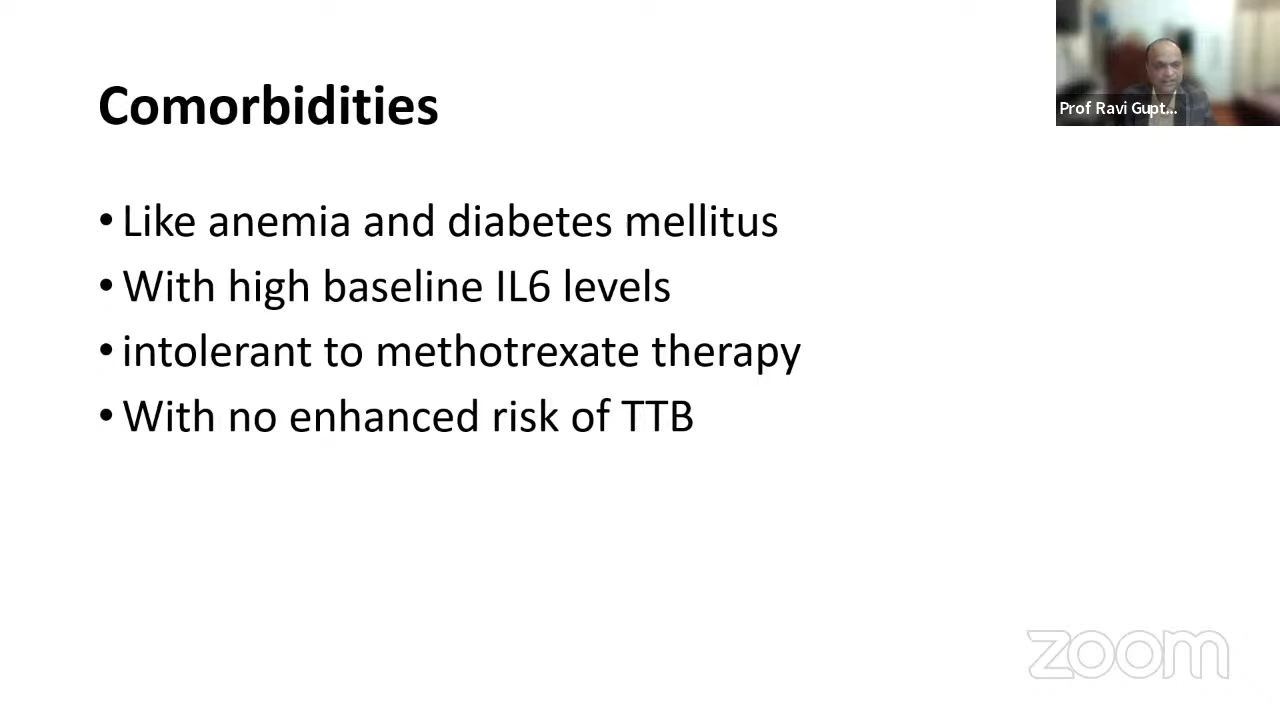 Prof Ravi Gupt...
Comorbidities
• Like anemia and diabetes mellitus
• With high baseline IL6 levels
• intolerant to methotrexate therapy
• With no enhanced risk of TTB
zoom